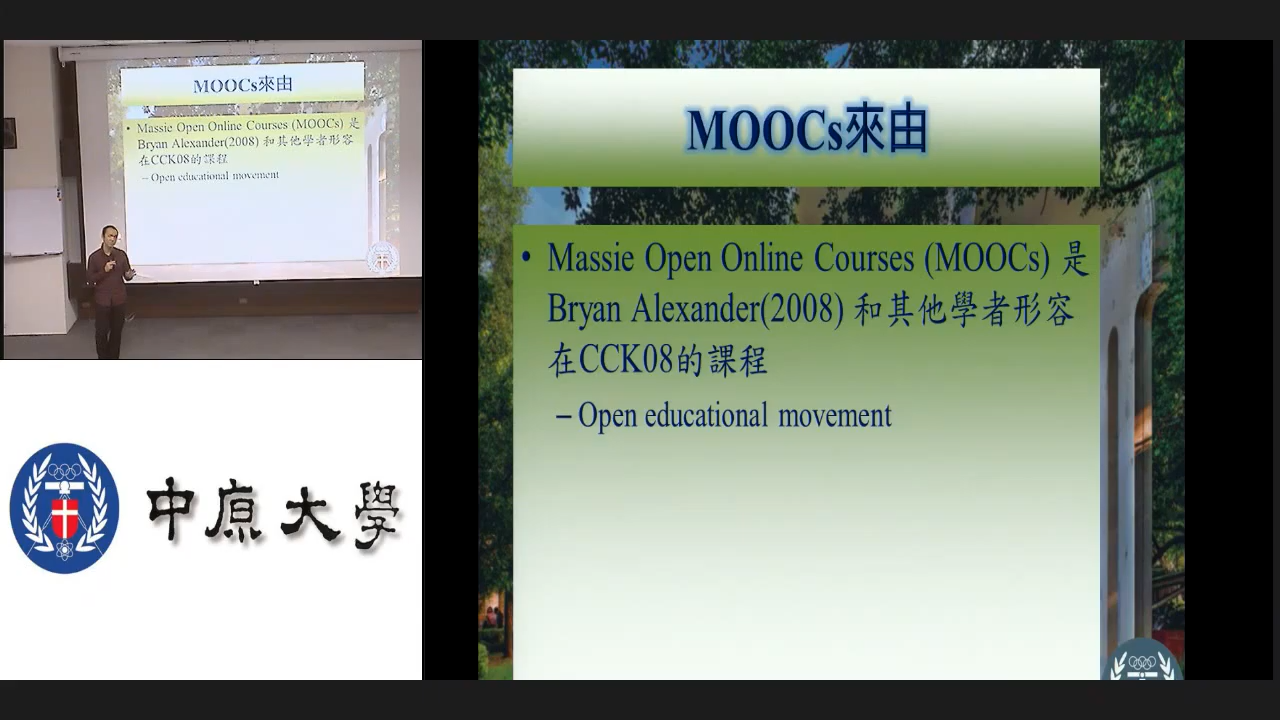 MOOCs來由
• Massie Open Online Courses (MOOCs) 是
Bryan Alexander(2008) 和其他學者形容
在CCK08的課程
– Open educational movement
MOOCs來由
• Massie Open Online Courses (MOOCs) 是
Bryan Alexander(2008) 和其他學者形容
在CCK08的課程
– Open educational movement
中原大學